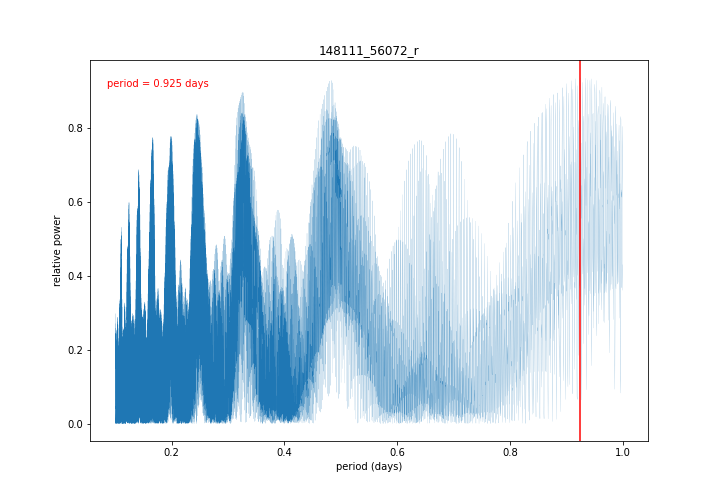 148111_56072_r
period = 0.925 days
relative power
0.8
0.6
0.4
0.2
0.0
0.2 0.4 0.6 0.8 1.0
period (days)